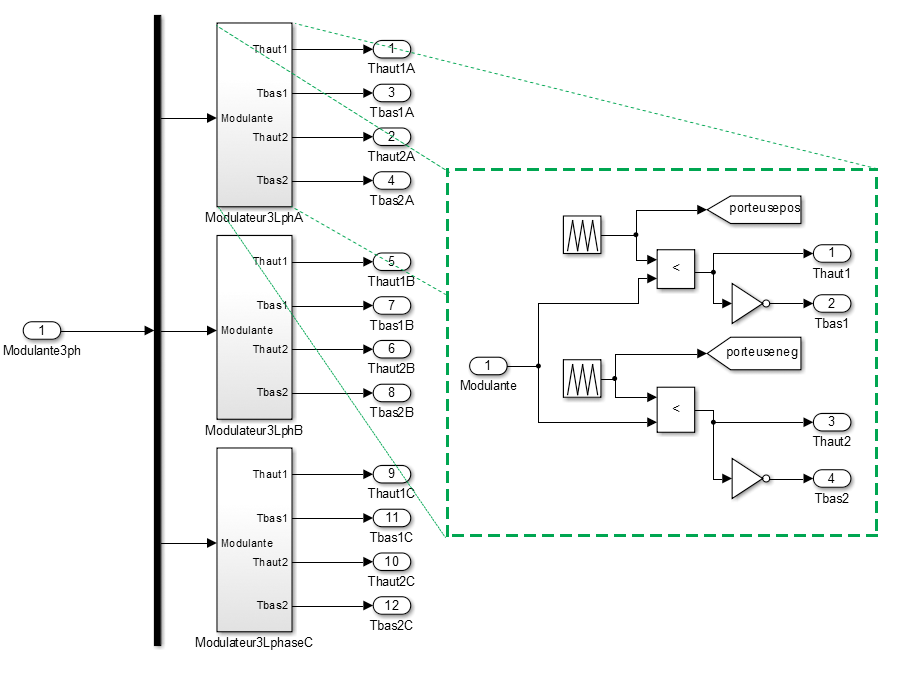 1
Modulante3ph
Thaut1
Tbas1
Modulante
Thaut2
Tbas2
Modulateur3LphA
1
Thaut1A
3
Tbas1A
2
Thaut2A
4
Tbas2A
Thaut1
Tbas1
Modulante
Thaut2
Tbas2
Modulateur3LphB
5
Thaut1B
7
Tbas1B
6
Thaut2B
8
Tbas2B
Thaut1
Tbas1
Modulante
Thaut2
Tbas2
Modulateur3LphaseC
9
Thaut1C
11
Tbas1C
10
Thaut2C
12
Tbas2C
porteusepos
<
1
Thaut1
2
Tbas1
1
Modulante
porteuseneg
<
3
Thaut2
4
Tbas2